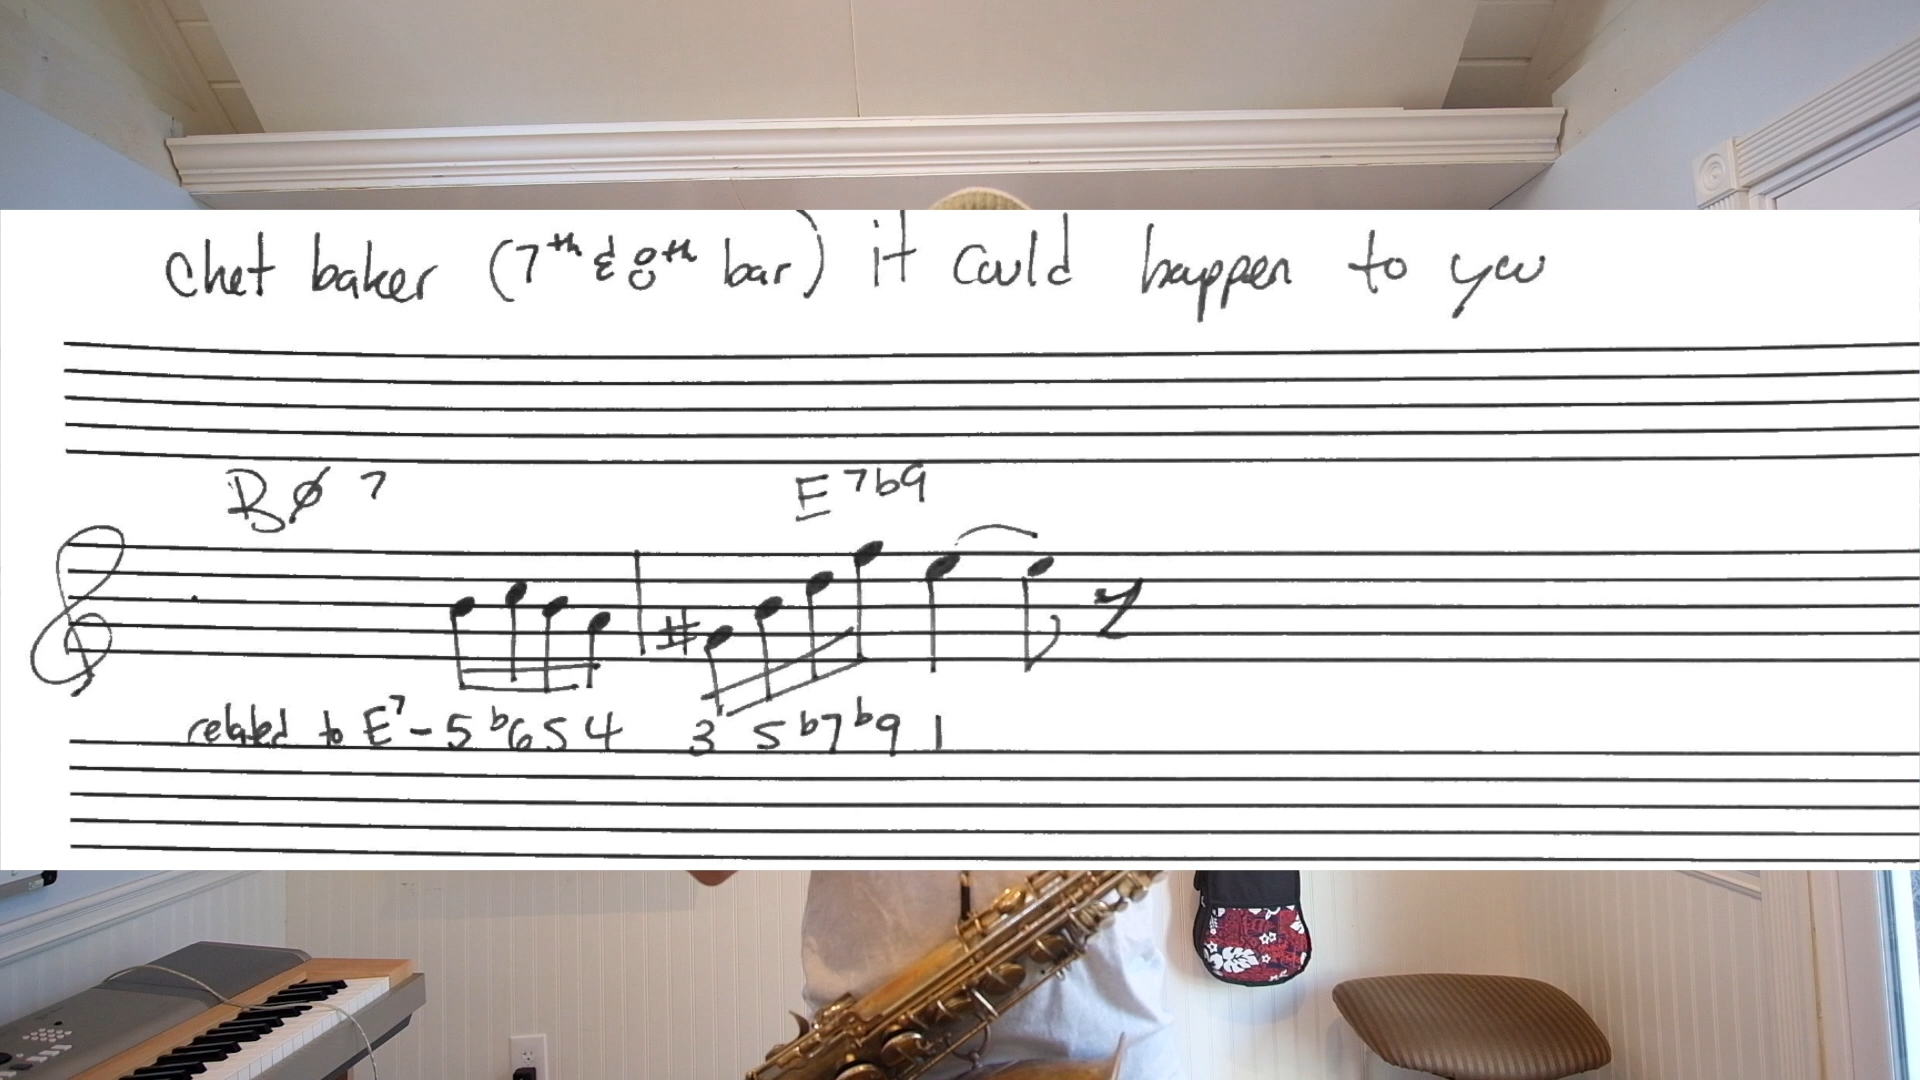 chet baker (7th & 8th bar) it could happen to you
Bø7 E7b9
related to E7 - 5 b6 5 4 3 5 b7 b9 1